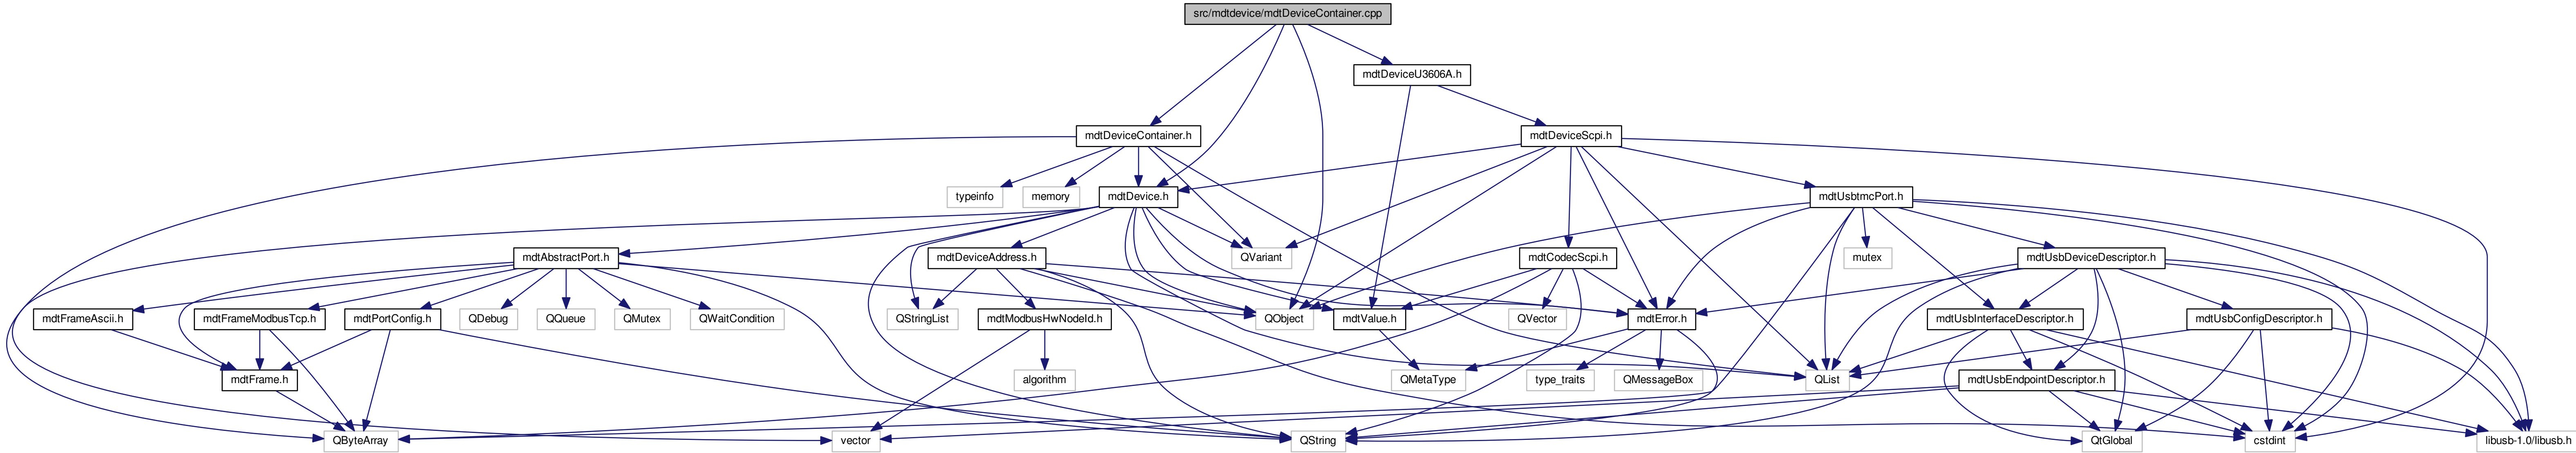 src/mdtdevice/mdtDeviceContainer.cpp
mdtDeviceU3606A.h
mdtDeviceContainer.h
mdtDeviceScpi.h
typeinfo
memory
mdtDevice.h
mdtUsbtmcPort.h
mdtAbstractPort.h
mdtDeviceAddress.h
QVariant
mdtCodecScpi.h
mutex
mdtUsbDeviceDescriptor.h
mdtFrameAscii.h
mdtFrameModbusTcp.h
mdtPortConfig.h
QDebug
QQueue
QMutex
QWaitCondition
QStringList
mdtModbusHwNodeId.h
QObject
mdtValue.h
QVector
mdtError.h
mdtUsbInterfaceDescriptor.h
mdtUsbConfigDescriptor.h
mdtFrame.h
algorithm
QMetaType
type_traits
QMessageBox
QList
mdtUsbEndpointDescriptor.h
QByteArray
vector
QString
QtGlobal
cstdint
libusb-1.0/libusb.h